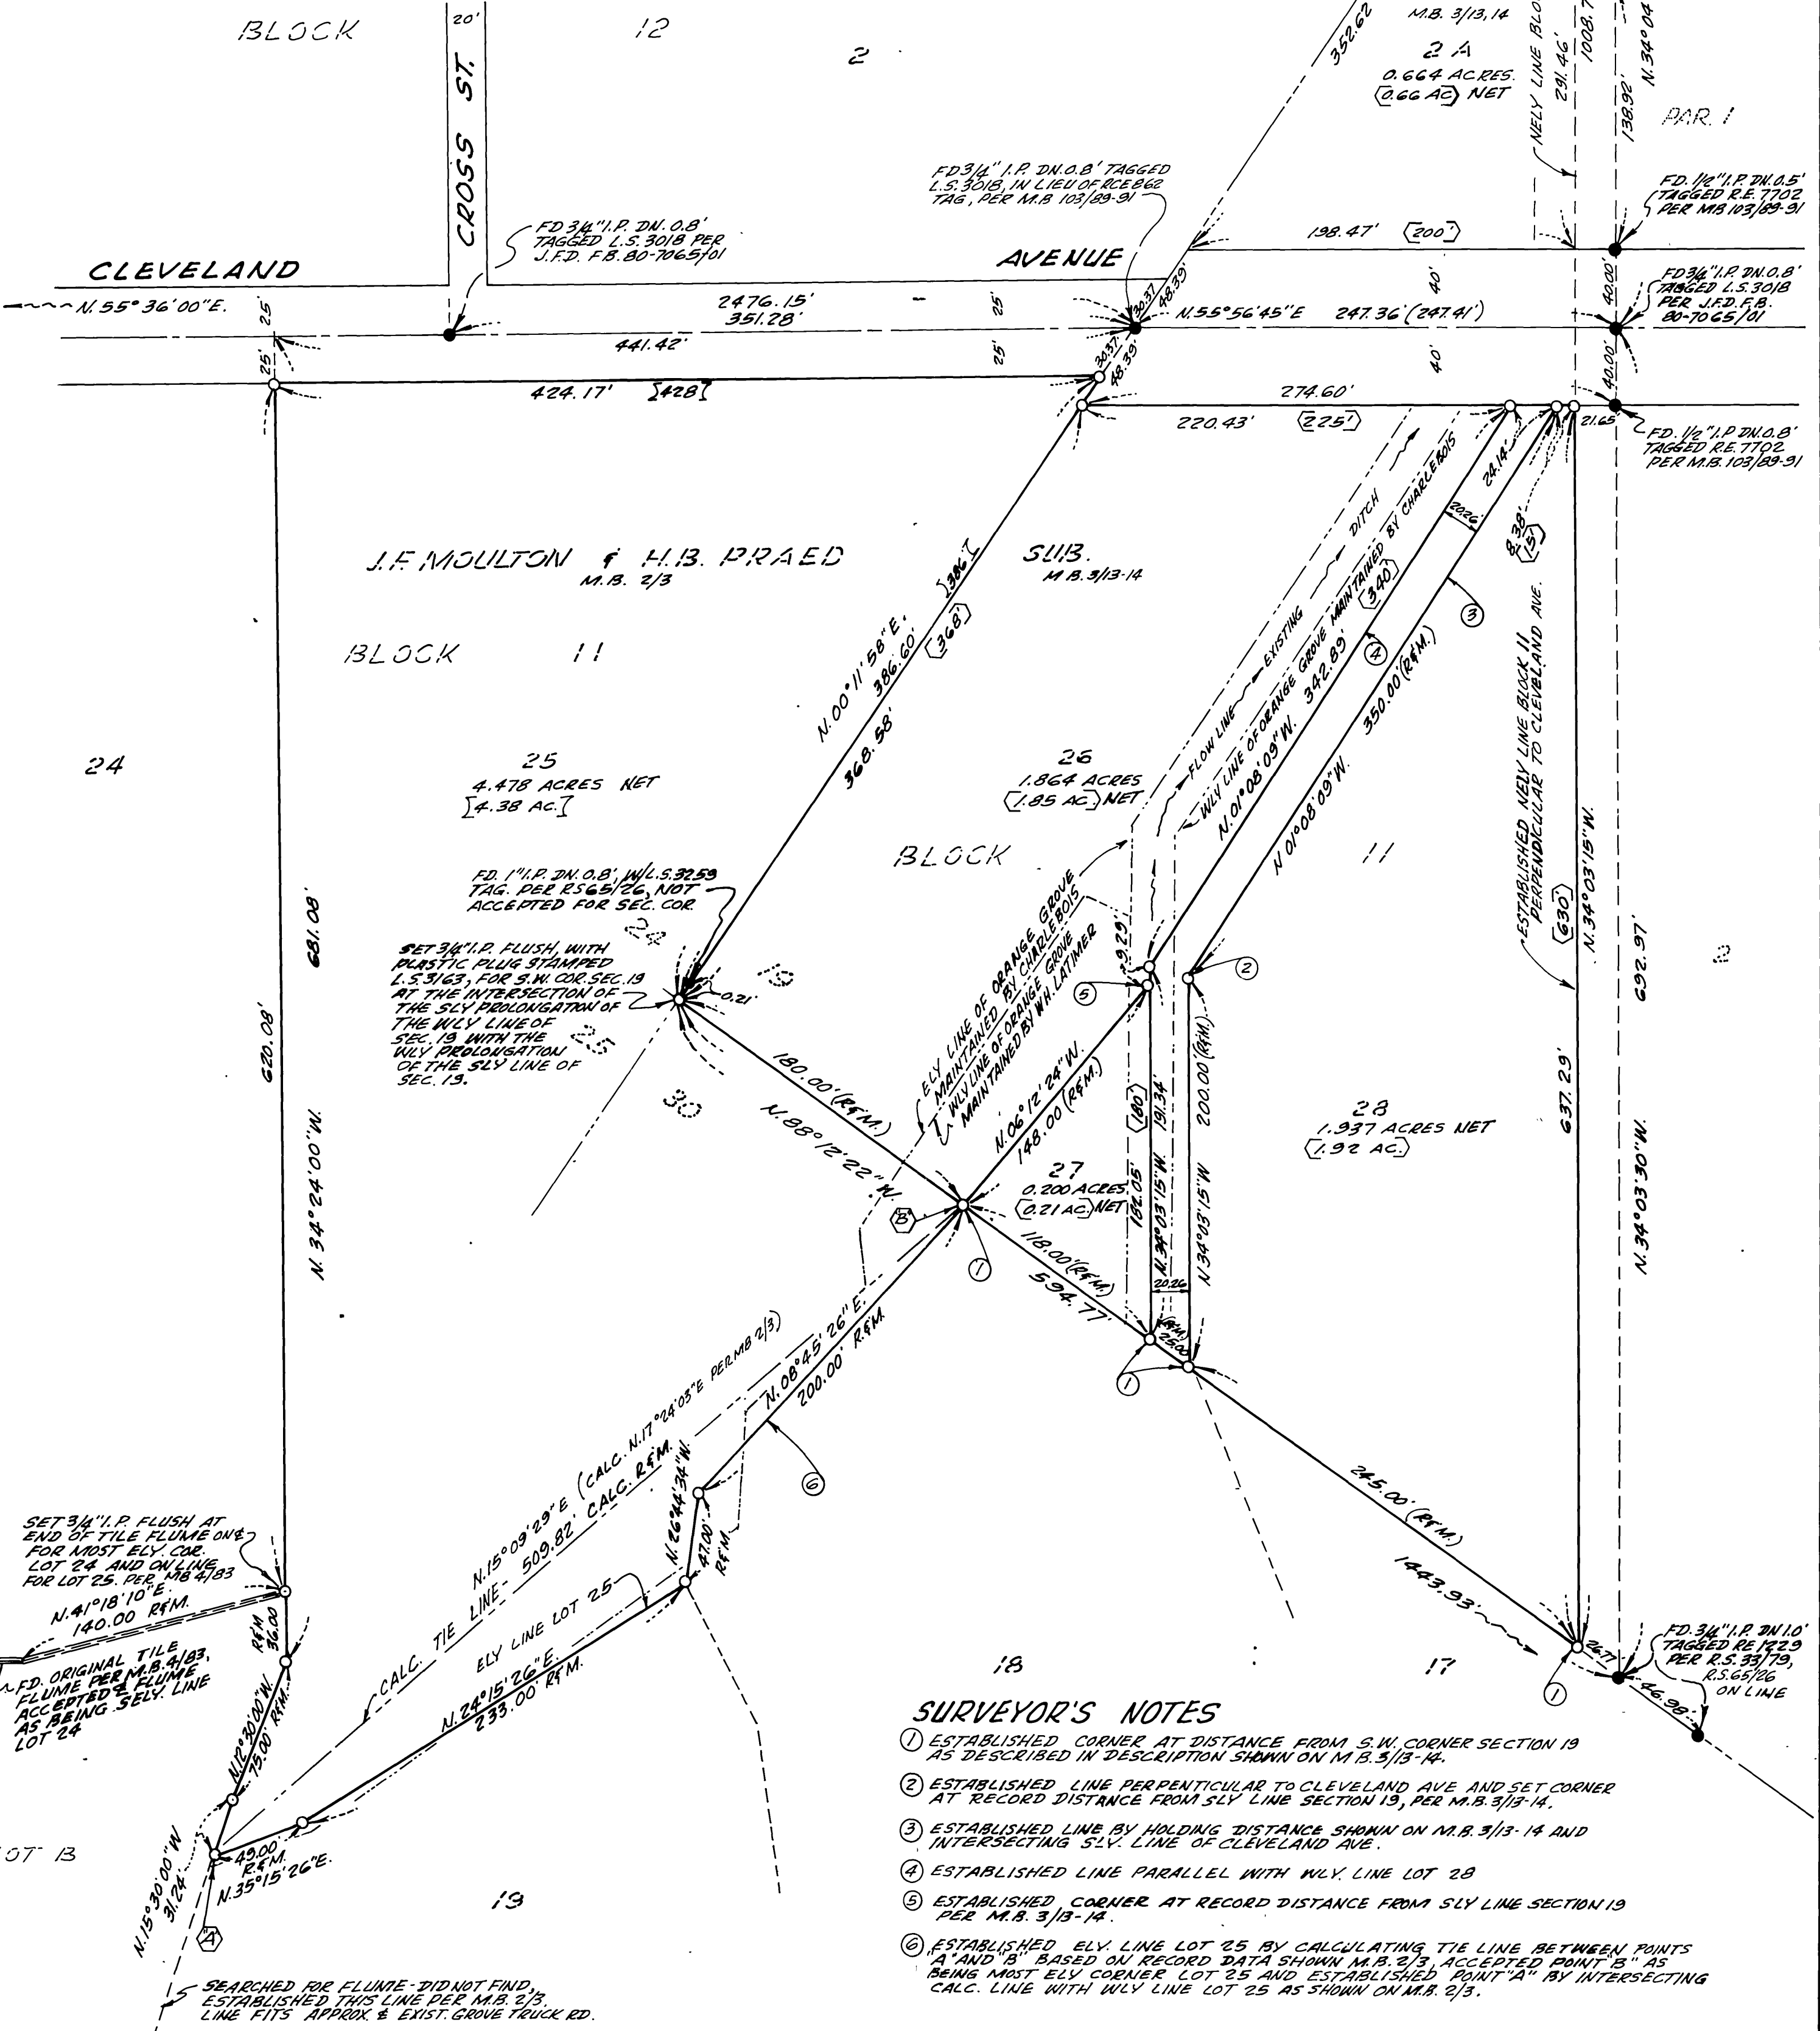 BLOCK
20'
12
2
CROSS ST.
352.62
M.B. 3/13,14
2 A
0.664 ACRES.
(0.66 AC) NET
NELY LINE BLO
291.46'
1008.7
138.92'
N.34°04
PAR. 1
FD 3/4" I.P. DN. 0.8' TAGGED
L.S. 3018, IN LIEU OF RCE 862
TAG, PER M.B 103/89-91
FD. 1/2" I.P. DN. 0.5'
TAGGED R.E. 7702
PER MB 103/89-91
FD 3/4" I.P. DN. 0.8'
TAGGED L.S. 3018 PER
J.F.D. F.B. 80-7065/01
198.47' (200')
CLEVELAND
AVENUE
N. 55° 36' 00" E.
25'
25'
2476.15'
351.28'
441.42'
25'
25'
30.37
48.39'
30.37
48.39'
N.55°56'45"E 247.36 (247.41')
40'
40'
40.00'
40.00'
FD 3/4" I.P. DN. 0.8'
TAGGED L.S. 3018
PER J.F.D. F.B.
80-7065/01
424.17' [428]
274.60'
220.43' (225')
21.65'
FD. 1/2" I.P. DN. 0.8'
TAGGED R.E. 7702
PER M.B. 103/89-91
J.F. MOULTON & H.B. PRAED
SUB.
M.B. 2/3
M.B. 3/13-14
BLOCK 11
N. 00° 11' 58" E.
386.60'
[386]
(368')
368.58'
FLOW LINE EXISTING DITCH
WLY LINE OF ORANGE GROVE MAINTAINED BY CHARLEBOIS
N. 01° 08' 09" W. 342.89'
(340)
24.14'
20.26'
8.38'
(15)
3
4
N 01° 08' 09" W. 350.00' (R&M.)
ESTABLISHED NELY LINE BLOCK 11
PERPENDICULAR TO CLEVELAND AVE.
(630')
N. 34° 03' 15" W.
637.29'
692.97'
N. 34° 03' 30" W.
2
24
25
4.478 ACRES NET
[4.38 AC.]
26
1.864 ACRES
(1.85 AC.) NET
BLOCK
11
681.08'
620.08'
N. 34° 24' 00" W.
FD. 1" I.P. DN. 0.8', W/L.S. 3259
TAG. PER RS 65/26, NOT
ACCEPTED FOR SEC. COR.
SET 3/4" I.P. FLUSH, WITH
PLASTIC PLUG STAMPED
L.S. 3163, FOR S.W. COR. SEC. 19
AT THE INTERSECTION OF
THE SLY PROLONGATION OF
THE WLY LINE OF
SEC. 19 WITH THE
WLY PROLONGATION
OF THE SLY LINE OF
SEC. 19.
24
19
25
30
0.21'
ELY LINE OF ORANGE GROVE
MAINTAINED BY CHARLEBOIS
WLY LINE OF ORANGE GROVE
MAINTAINED BY W.H. LATIMER
9.29'
5
2
180.00' (R&M.)
N. 88° 12' 22" W.
N. 06° 12' 24" W.
148.00 (R&M.)
(180)
191.34'
182.05'
N. 34° 03' 15" W.
200.00' (R&M.)
N 34° 03' 15" W.
27
0.200 ACRES
(0.21 AC.) NET
28
1.937 ACRES NET
(1.92 AC.)
B
1
118.00' (R&M.)
594.77'
20.26
(R&M.)
25.00
1
245.00' (R&M.)
1443.93'
26.77
46.98'
1
FD. 3/4" I.P. DN 1.0'
TAGGED RE 1229
PER R.S. 33/79,
R.S. 65/26
ON LINE
N. 08° 45' 26" E.
200.00' R&M.
6
N. 15° 09' 29" E (CALC. N. 17° 24' 03" E PER MB 2/3)
CALC. TIE LINE - 509.82' CALC. R&M.
N. 26° 44' 34" W.
47.00'
R&M.
ELY LINE LOT 25
N. 24° 15' 26" E.
233.00' R&M.
SET 3/4" I.P. FLUSH AT
END OF TILE FLUME ON ℄
FOR MOST ELY. COR.
LOT 24 AND ON LINE
FOR LOT 25. PER MB 4/83
N. 41° 18' 10" E.
140.00 R&M.
R&M
36.00
FD. ORIGINAL TILE
FLUME PER M.B. 4/83,
ACCEPTED ℄ FLUME
AS BEING SELY. LINE
LOT 24
N. 12° 30' 00" W.
75.00' R&M.
OT B
N. 15° 30' 00" W
31.24'
49.00
R&M.
N. 35° 15' 26" E.
A
19
18
17
SEARCHED FOR FLUME - DID NOT FIND,
ESTABLISHED THIS LINE PER M.B. 2/3.
LINE FITS APPROX. ℄ EXIST. GROVE TRUCK RD.
SURVEYOR'S NOTES
1 ESTABLISHED CORNER AT DISTANCE FROM S.W. CORNER SECTION 19
AS DESCRIBED IN DESCRIPTION SHOWN ON M.B. 3/13-14.
2 ESTABLISHED LINE PERPENTICULAR TO CLEVELAND AVE AND SET CORNER
AT RECORD DISTANCE FROM SLY LINE SECTION 19, PER M.B. 3/13-14.
3 ESTABLISHED LINE BY HOLDING DISTANCE SHOWN ON M.B. 3/13-14 AND
INTERSECTING SLY. LINE OF CLEVELAND AVE.
4 ESTABLISHED LINE PARALLEL WITH WLY. LINE LOT 28
5 ESTABLISHED CORNER AT RECORD DISTANCE FROM SLY LINE SECTION 19
PER M.B. 3/13-14.
6 ESTABLISHED ELY. LINE LOT 25 BY CALCULATING TIE LINE BETWEEN POINTS
"A" AND "B" BASED ON RECORD DATA SHOWN M.B. 2/3, ACCEPTED POINT "B" AS
BEING MOST ELY CORNER LOT 25 AND ESTABLISHED POINT "A" BY INTERSECTING
CALC. LINE WITH WLY LINE LOT 25 AS SHOWN ON M.B. 2/3.